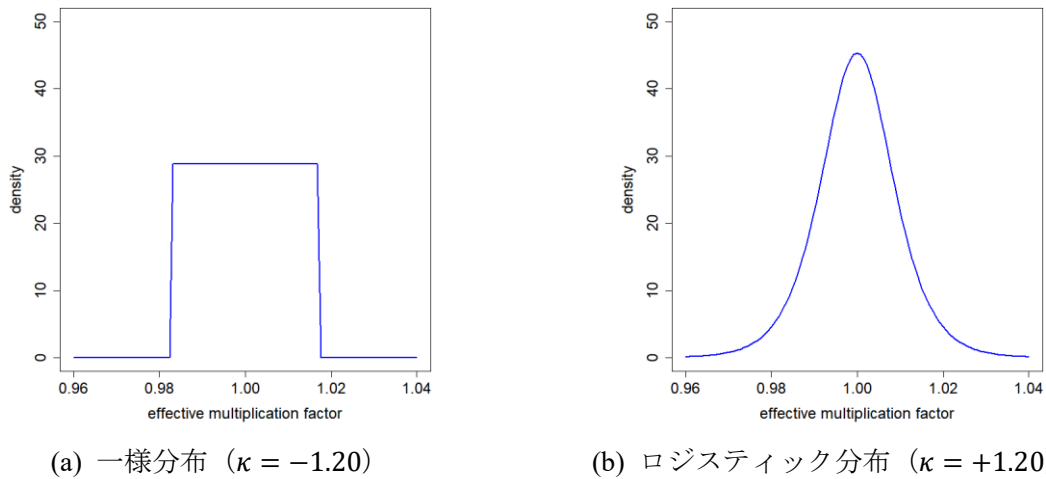 50
40
30
20
10
0
density
0.96 0.98 1.00 1.02 1.04
effective multiplication factor
(a) 一様分布（κ = −1.20）
50
40
30
20
10
0
density
0.96 0.98 1.00 1.02 1.04
effective multiplication factor
(b) ロジスティック分布（κ = +1.20